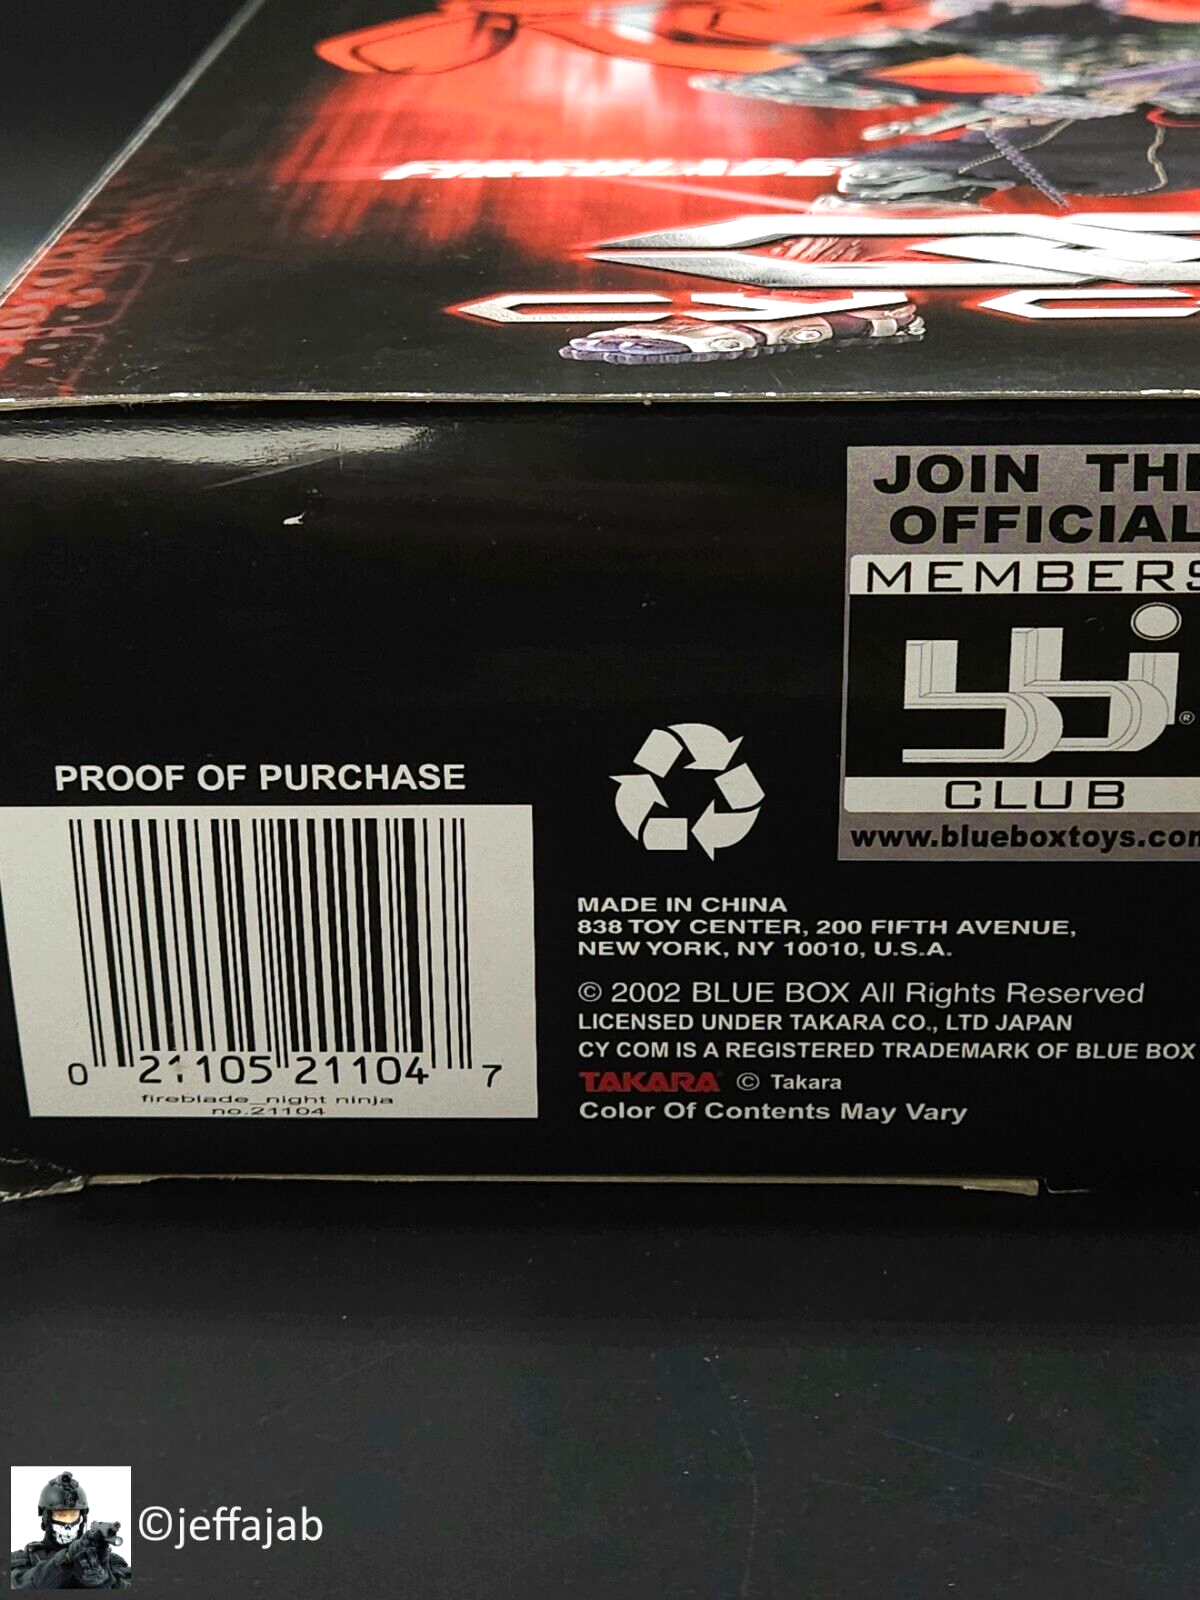 FIREBLADE
CY CO
JOIN THE
OFFICIAL
MEMBERS
bbi
®
CLUB
www.blueboxtoys.com
PROOF OF PURCHASE
0 21105 21104 7
fireblade_night ninja
no.21104
MADE IN CHINA
838 TOY CENTER, 200 FIFTH AVENUE,
NEW YORK, NY 10010, U.S.A.
© 2002 BLUE BOX All Rights Reserved
LICENSED UNDER TAKARA CO., LTD JAPAN
CY COM IS A REGISTERED TRADEMARK OF BLUE BOX
TAKARA © Takara
Color Of Contents May Vary
©jeffajab